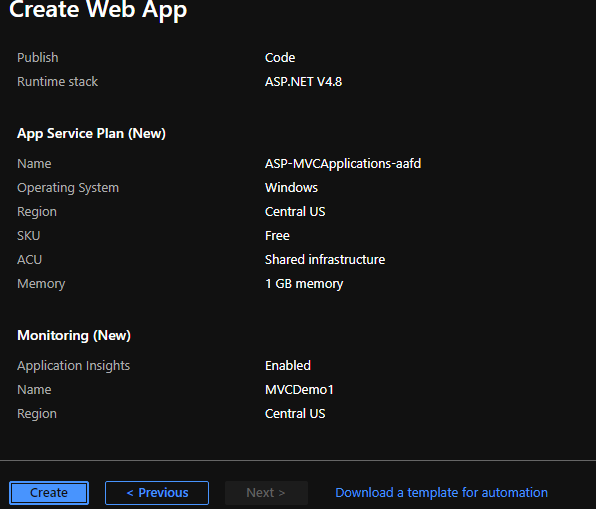 Create Web App
Publish Code
Runtime stack ASP.NET V4.8
App Service Plan (New)
Name ASP-MVCApplications-aafd
Operating System Windows
Region Central US
SKU Free
ACU Shared infrastructure
Memory 1 GB memory
Monitoring (New)
Application Insights Enabled
Name MVCDemo1
Region Central US
Create < Previous Next > Download a template for automation